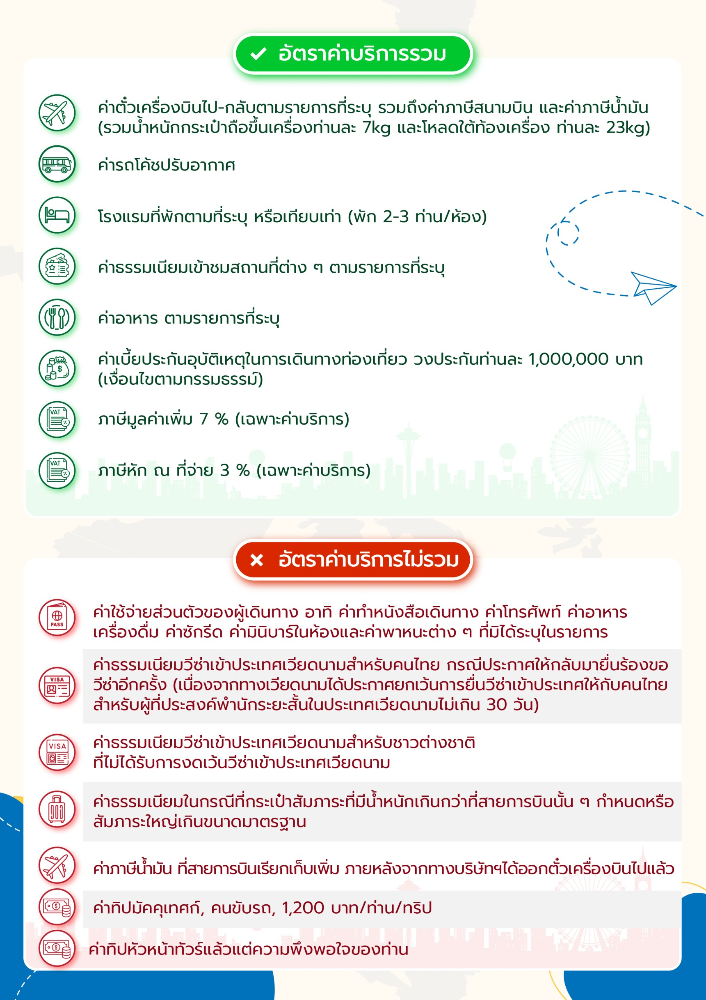 อัตราค่าบริการรวม
ค่าตั๋วเครื่องบินไป-กลับตามรายการที่ระบุ รวมถึงค่าภาษีสนามบิน และค่าภาษีน้ำมัน
(รวมน้ำหนักกระเป๋าถือขึ้นเครื่องท่านละ 7kg และโหลดใต้ท้องเครื่อง ท่านละ 23kg)
ค่ารถโค้ชปรับอากาศ
โรงแรมที่พักตามที่ระบุ หรือเทียบเท่า (พัก 2-3 ท่าน/ห้อง)
ค่าธรรมเนียมเข้าชมสถานที่ต่าง ๆ ตามรายการที่ระบุ
ค่าอาหาร ตามรายการที่ระบุ
ค่าเบี้ยประกันอุบัติเหตุในการเดินทางท่องเที่ยว วงประกันท่านละ 1,000,000 บาท
(เงื่อนไขตามกรรมธรรม์)
VAT
ภาษีมูลค่าเพิ่ม 7 % (เฉพาะค่าบริการ)
VAT
ภาษีหัก ณ ที่จ่าย 3 % (เฉพาะค่าบริการ)
อัตราค่าบริการไม่รวม
PASS
ค่าใช้จ่ายส่วนตัวของผู้เดินทาง อาทิ ค่าทำหนังสือเดินทาง ค่าโทรศัพท์ ค่าอาหาร
เครื่องดื่ม ค่าซักรีด ค่ามินิบาร์ในห้องและค่าพาหนะต่าง ๆ ที่มิได้ระบุในรายการ
VISA
ค่าธรรมเนียมวีซ่าเข้าประเทศเวียดนามสำหรับคนไทย กรณีประกาศให้กลับมายื่นร้องขอ
วีซ่าอีกครั้ง (เนื่องจากทางเวียดนามได้ประกาศยกเว้นการยื่นวีซ่าเข้าประเทศให้กับคนไทย
สำหรับผู้ที่ประสงค์พำนักระยะสั้นในประเทศเวียดนามไม่เกิน 30 วัน)
VISA
ค่าธรรมเนียมวีซ่าเข้าประเทศเวียดนามสำหรับชาวต่างชาติ
ที่ไม่ได้รับการงดเว้นวีซ่าเข้าประเทศเวียดนาม
ค่าธรรมเนียมในกรณีที่กระเป๋าสัมภาระที่มีน้ำหนักเกินกว่าที่สายการบินนั้น ๆ กำหนดหรือ
สัมภาระใหญ่เกินขนาดมาตรฐาน
ค่าภาษีน้ำมัน ที่สายการบินเรียกเก็บเพิ่ม ภายหลังจากทางบริษัทฯได้ออกตั๋วเครื่องบินไปแล้ว
ค่าทิปมัคคุเทศก์, คนขับรถ, 1,200 บาท/ท่าน/ทริป
ค่าทิปหัวหน้าทัวร์แล้วแต่ความพึงพอใจของท่าน